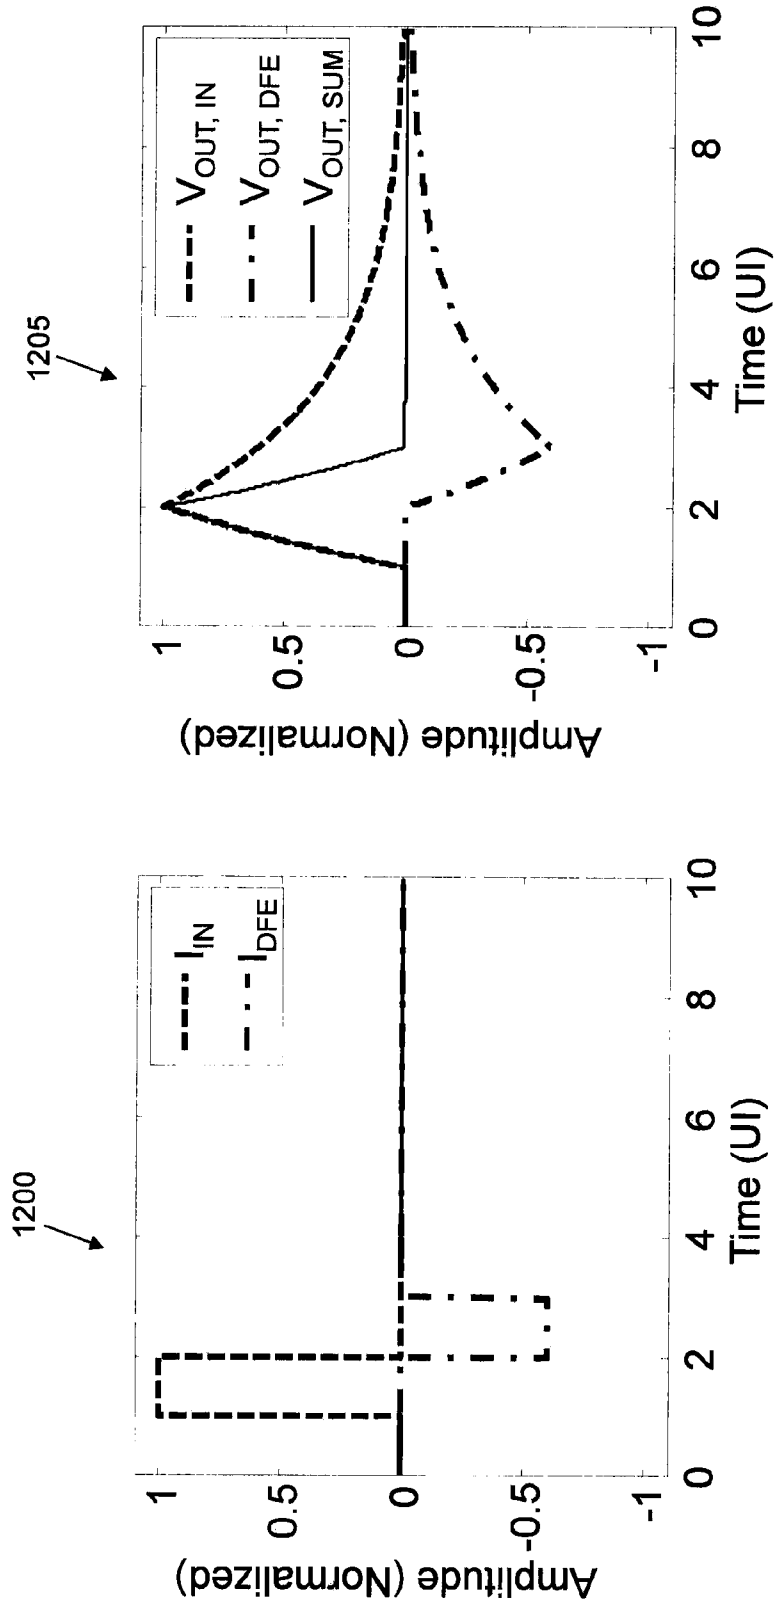 1200
I_IN
I_DFE
1
0.5
0
-0.5
-1
Amplitude (Normalized)
0
2
4
6
8
10
Time (UI)
1205
V_OUT, IN
V_OUT, DFE
V_OUT, SUM
1
0.5
0
-0.5
-1
Amplitude (Normalized)
0
2
4
6
8
10
Time (UI)